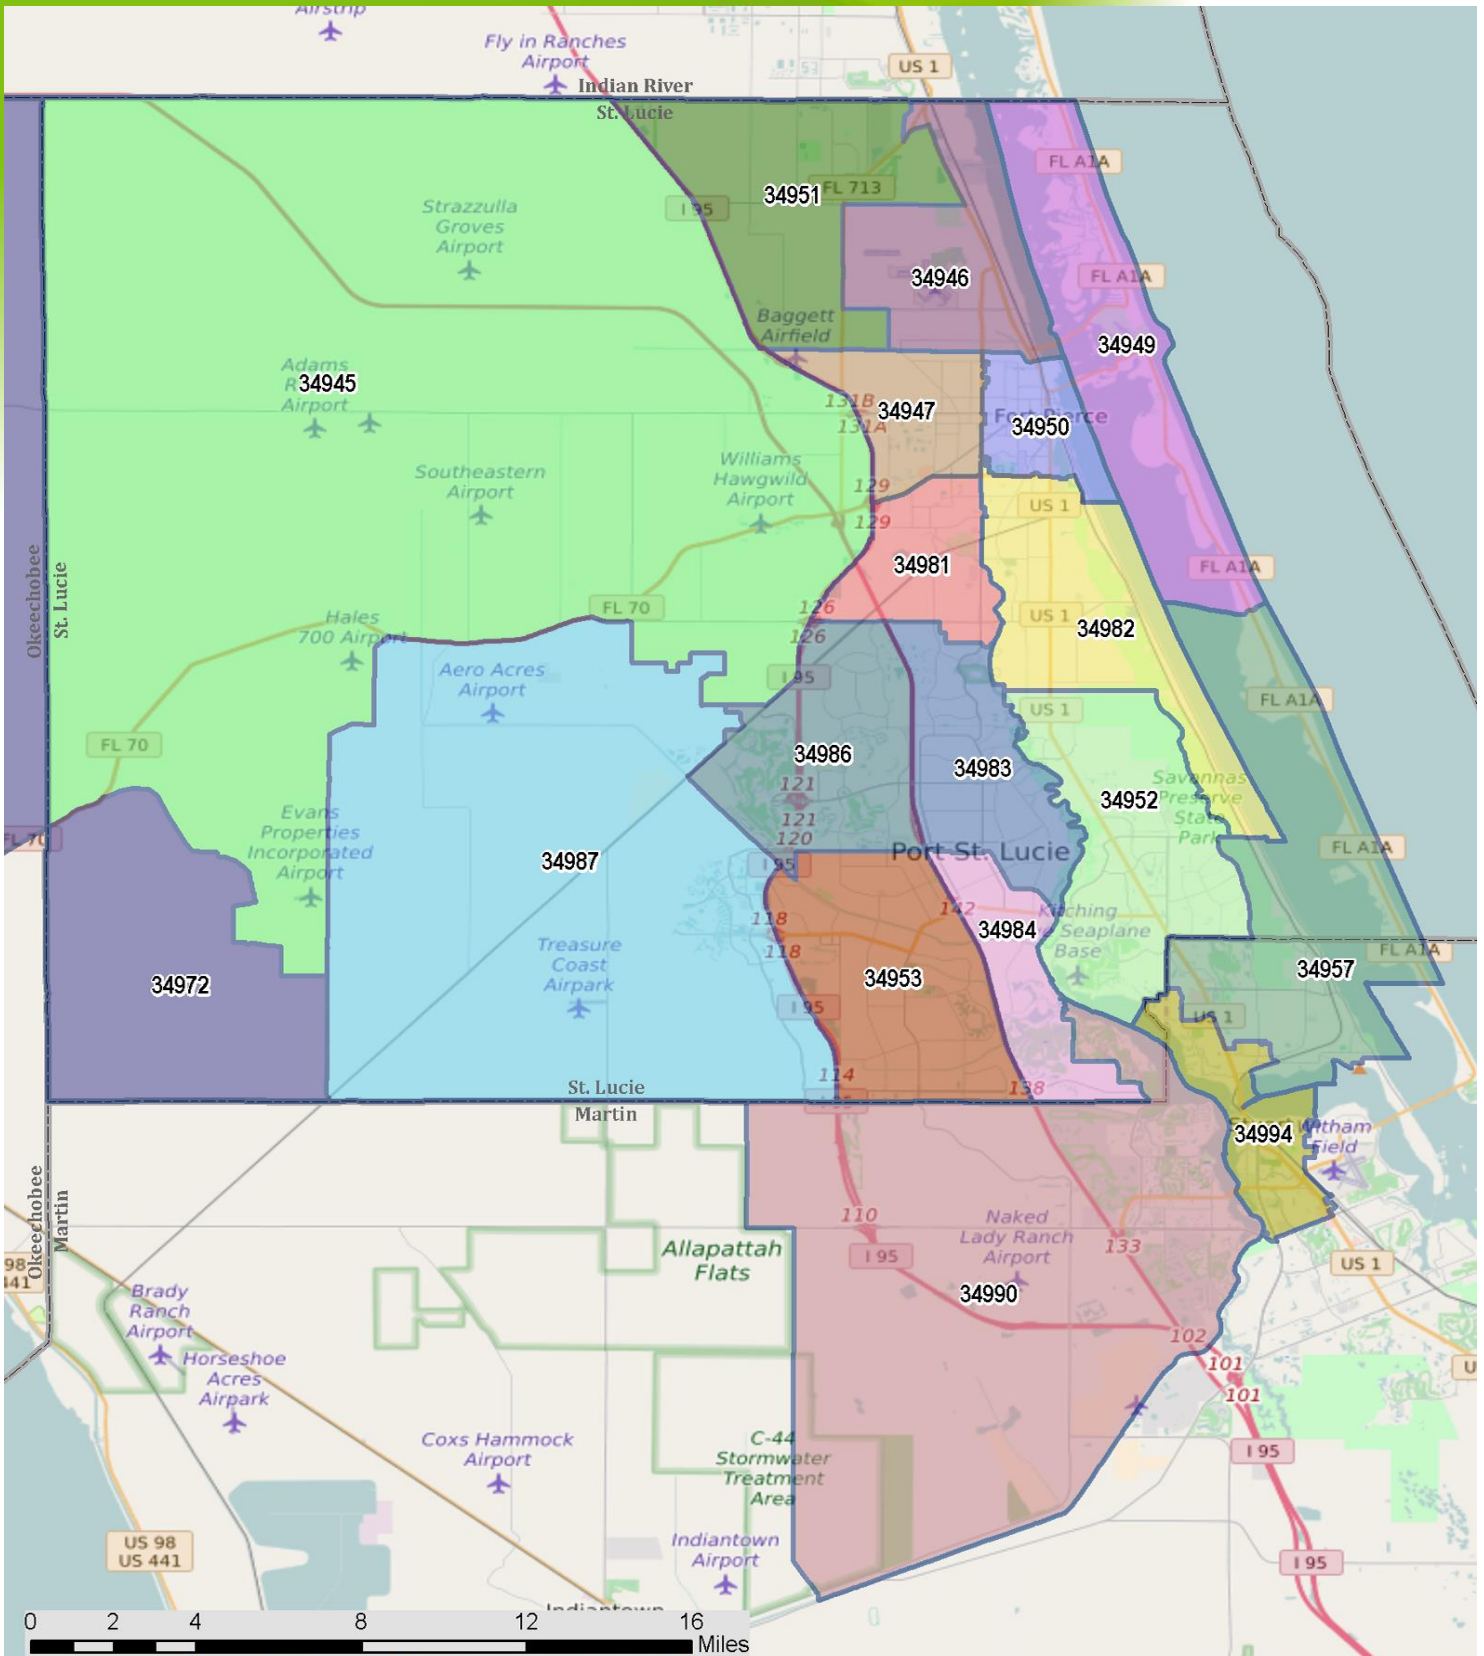 Airstrip
Fly in Ranches
Airport
US 1
53
Indian River
St. Lucie
FL A1A
34951
FL 713
I 95
Strazzulla
Groves
Airport
34946
FL A1A
Baggett
Airfield
34949
Adams
Airport
34945
131B
131A
34947
Fort Pierce
34950
Southeastern
Airport
Williams
Hawgwild
Airport
129
129
US 1
Okeechobee
St. Lucie
34981
FL A1A
FL 70
126
126
US 1
34982
Hales
700 Airport
Aero Acres
Airport
I 95
US 1
FL A1A
FL 70
34986
34983
121
121
120
34952
Savannas
Preserve
State
Park
FL 70
Evans
Properties
Incorporated
Airport
34987
I 95
Port St. Lucie
FL A1A
118
118
142
34984
Kitching
Seaplane
Base
FL A1A
34957
Treasure
Coast
Airpark
34972
34953
I 95
US 1
114
138
St. Lucie
Martin
34994
Witham
Field
Okeechobee
Martin
110
I 95
Naked
Lady Ranch
Airport
133
US 1
98
441
Allapattah
Flats
34990
Brady
Ranch
Airport
102
101
101
Horseshoe
Acres
Airpark
Coxs Hammock
Airport
C-44
Stormwater
Treatment
Area
I 95
US 98
US 441
Indiantown
Airport
I 95
Indiantown
0 2 4 8 12 16
Miles